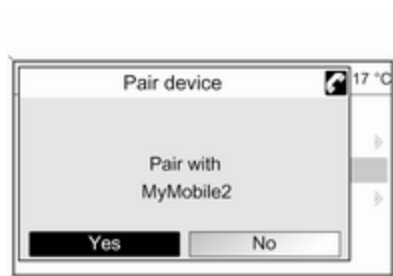 Pair device
17 °C
Pair with
MyMobile2
Yes
No